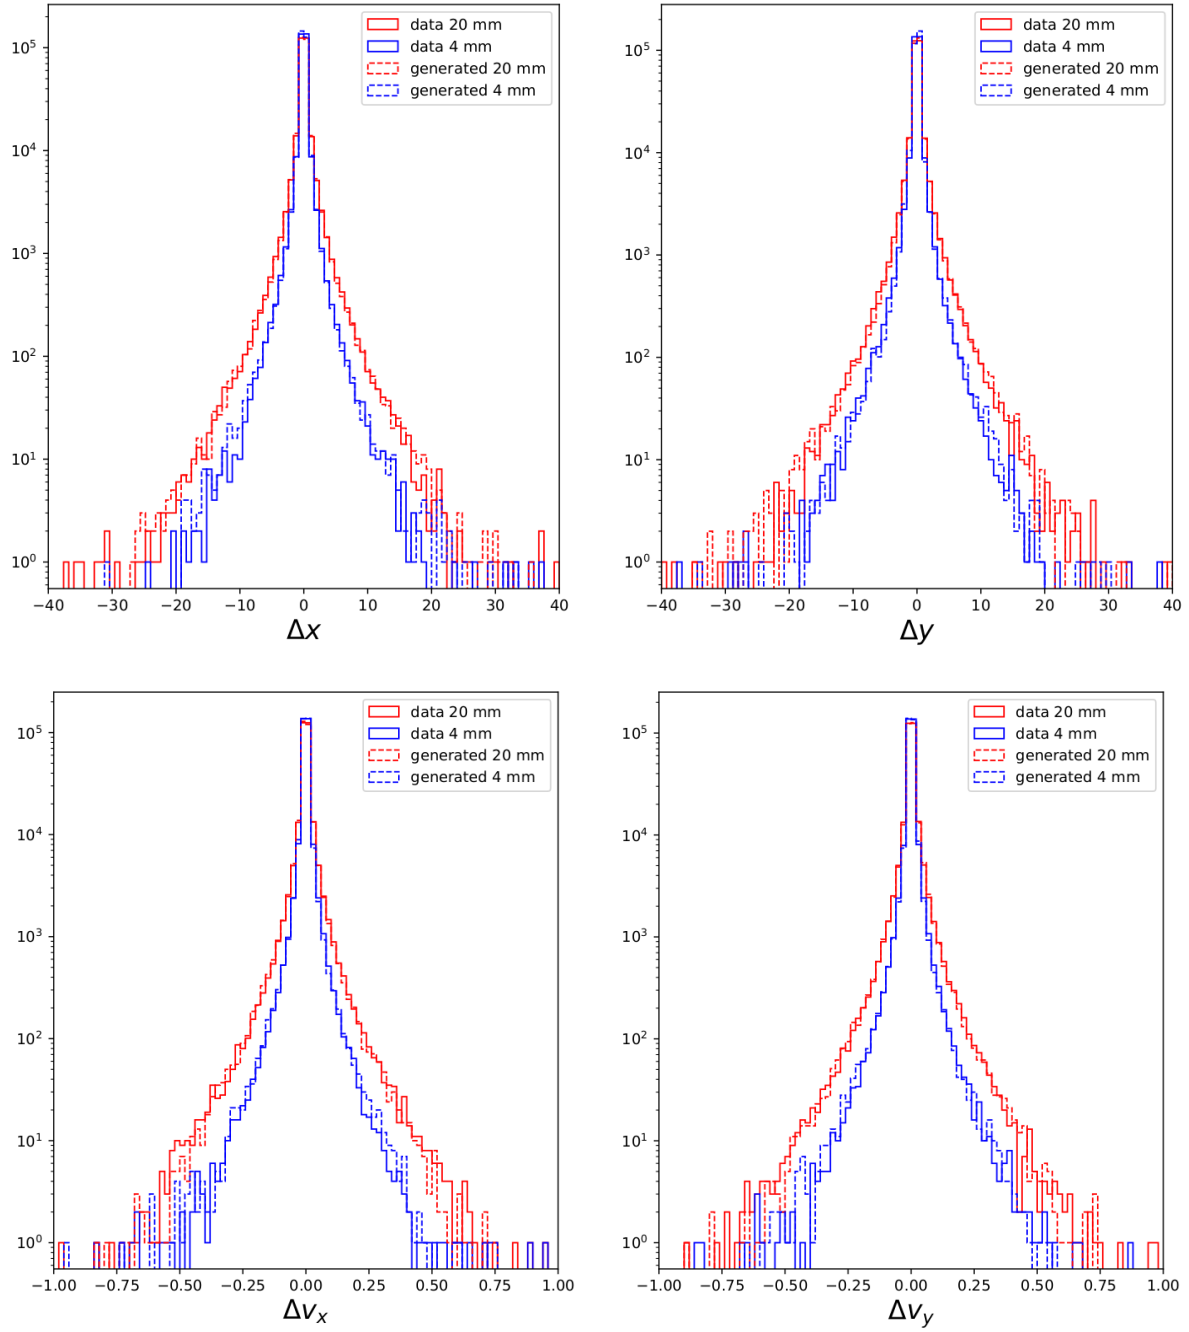 10⁵
10⁴
10³
10²
10¹
10⁰
data 20 mm
data 4 mm
generated 20 mm
generated 4 mm
−40 −30 −20 −10 0 10 20 30 40
Δx
10⁵
10⁴
10³
10²
10¹
10⁰
data 20 mm
data 4 mm
generated 20 mm
generated 4 mm
−40 −30 −20 −10 0 10 20 30 40
Δy
10⁵
10⁴
10³
10²
10¹
10⁰
data 20 mm
data 4 mm
generated 20 mm
generated 4 mm
−1.00 −0.75 −0.50 −0.25 0.00 0.25 0.50 0.75 1.00
Δvₓ
10⁵
10⁴
10³
10²
10¹
10⁰
data 20 mm
data 4 mm
generated 20 mm
generated 4 mm
−1.00 −0.75 −0.50 −0.25 0.00 0.25 0.50 0.75 1.00
Δv_y